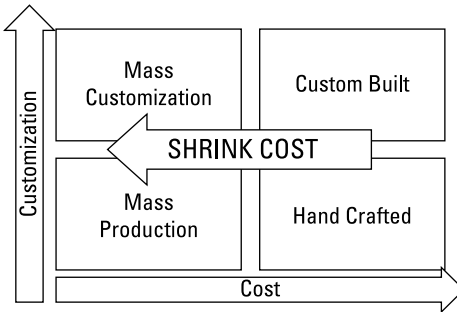 Customization
Mass
Customization
Custom Built
SHRINK COST
Mass
Production
Hand Crafted
Cost